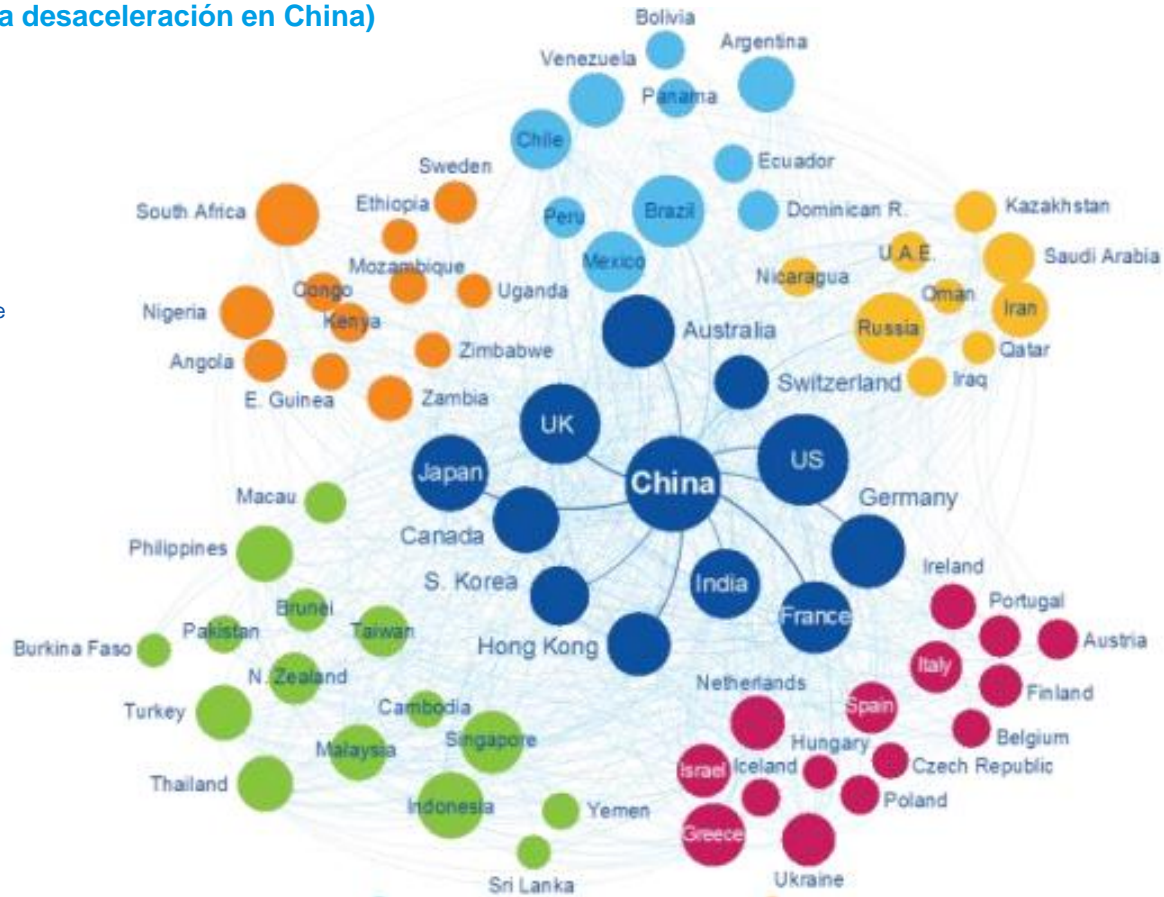 a desaceleración en China)
e
Bolivia
Argentina
Venezuela
Panama
Chile
Ecuador
Peru
Brazil
Dominican R.
Mexico
Sweden
South Africa
Ethiopia
Mozambique
Congo
Uganda
Nigeria
Kenya
Zimbabwe
Angola
E. Guinea
Zambia
Kazakhstan
U.A.E.
Saudi Arabia
Nicaragua
Oman
Iran
Russia
Qatar
Iraq
Australia
Switzerland
UK
US
Japan
China
Germany
Canada
S. Korea
India
France
Hong Kong
Macau
Philippines
Brunei
Pakistan
Taiwan
Burkina Faso
N. Zealand
Turkey
Cambodia
Malaysia
Singapore
Thailand
Indonesia
Yemen
Sri Lanka
Ireland
Portugal
Austria
Italy
Netherlands
Finland
Spain
Belgium
Hungary
Israel
Iceland
Czech Republic
Poland
Greece
Ukraine